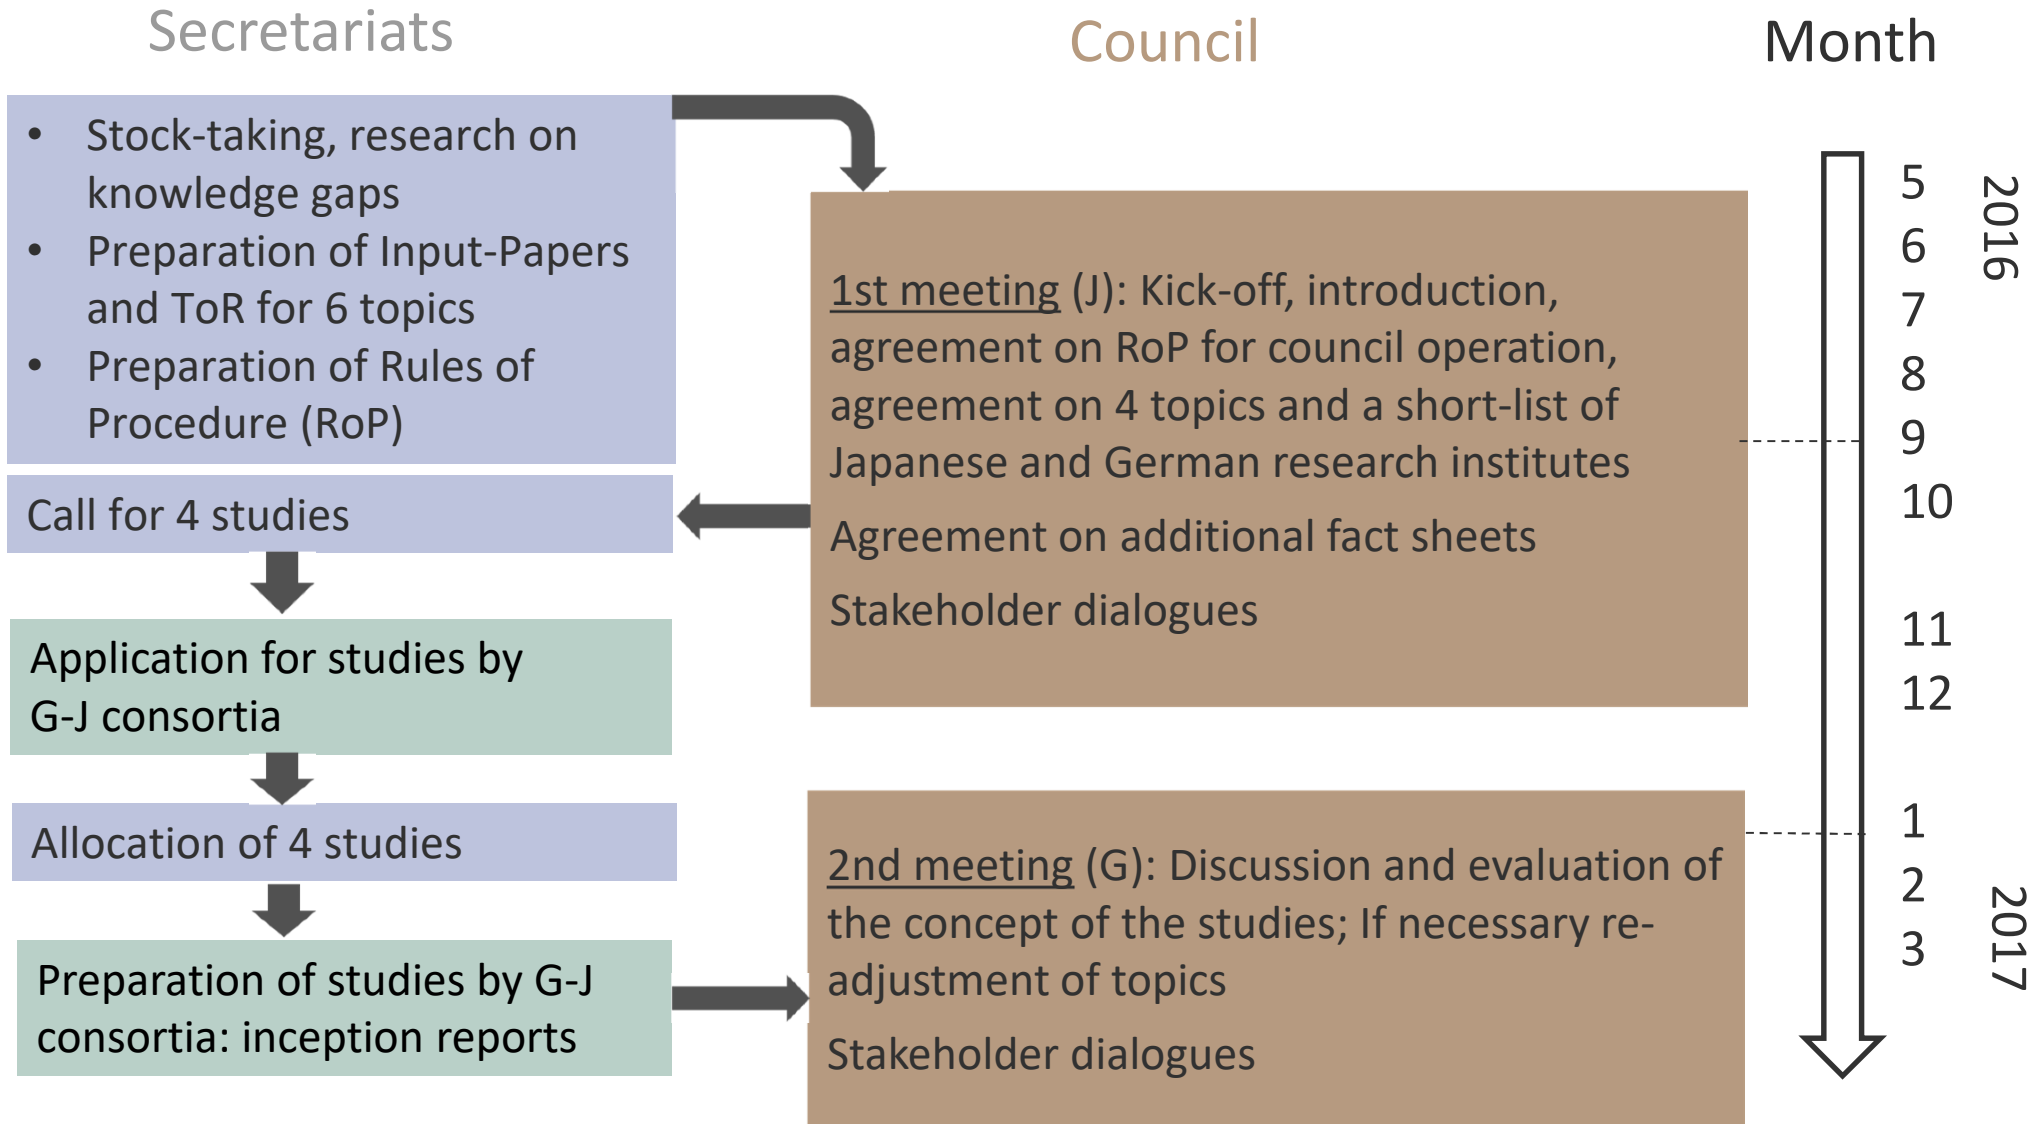 Secretariats
Council
Month
• Stock-taking, research on
knowledge gaps
• Preparation of Input-Papers
and ToR for 6 topics
• Preparation of Rules of
Procedure (RoP)
Call for 4 studies
Application for studies by
G-J consortia
Allocation of 4 studies
Preparation of studies by G-J
consortia: inception reports
1st meeting (J): Kick-off, introduction,
agreement on RoP for council operation,
agreement on 4 topics and a short-list of
Japanese and German research institutes
Agreement on additional fact sheets
Stakeholder dialogues
2nd meeting (G): Discussion and evaluation of
the concept of the studies; If necessary re-
adjustment of topics
Stakeholder dialogues
5
6
7
8
9
10
11
12
1
2
3
2016
2017